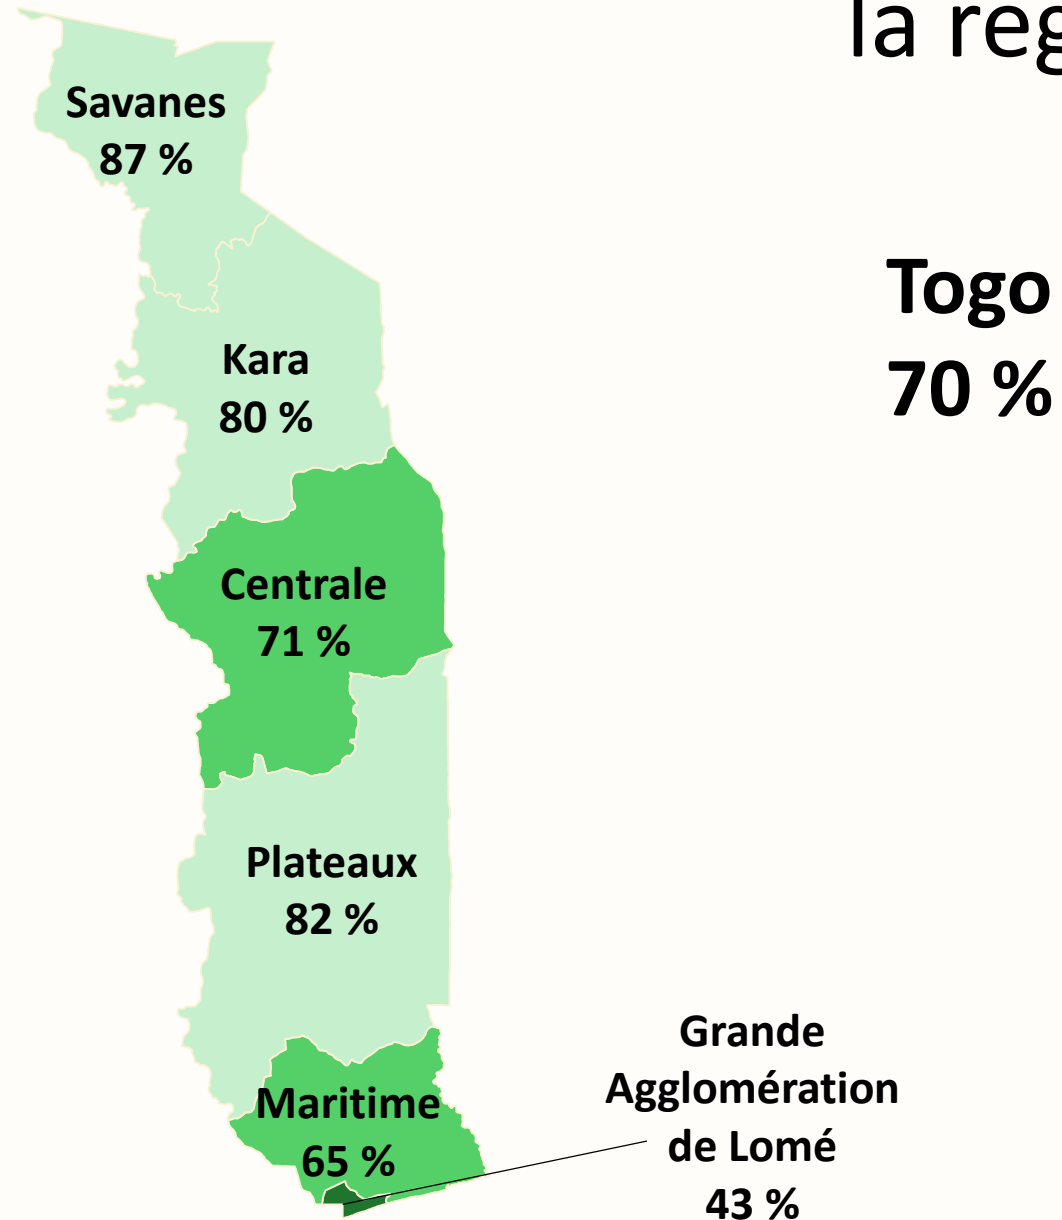 la reg
Savanes
87 %
Togo
70 %
Kara
80 %
Centrale
71 %
Plateaux
82 %
Maritime
65 %
Grande
Agglomération
de Lomé
43 %